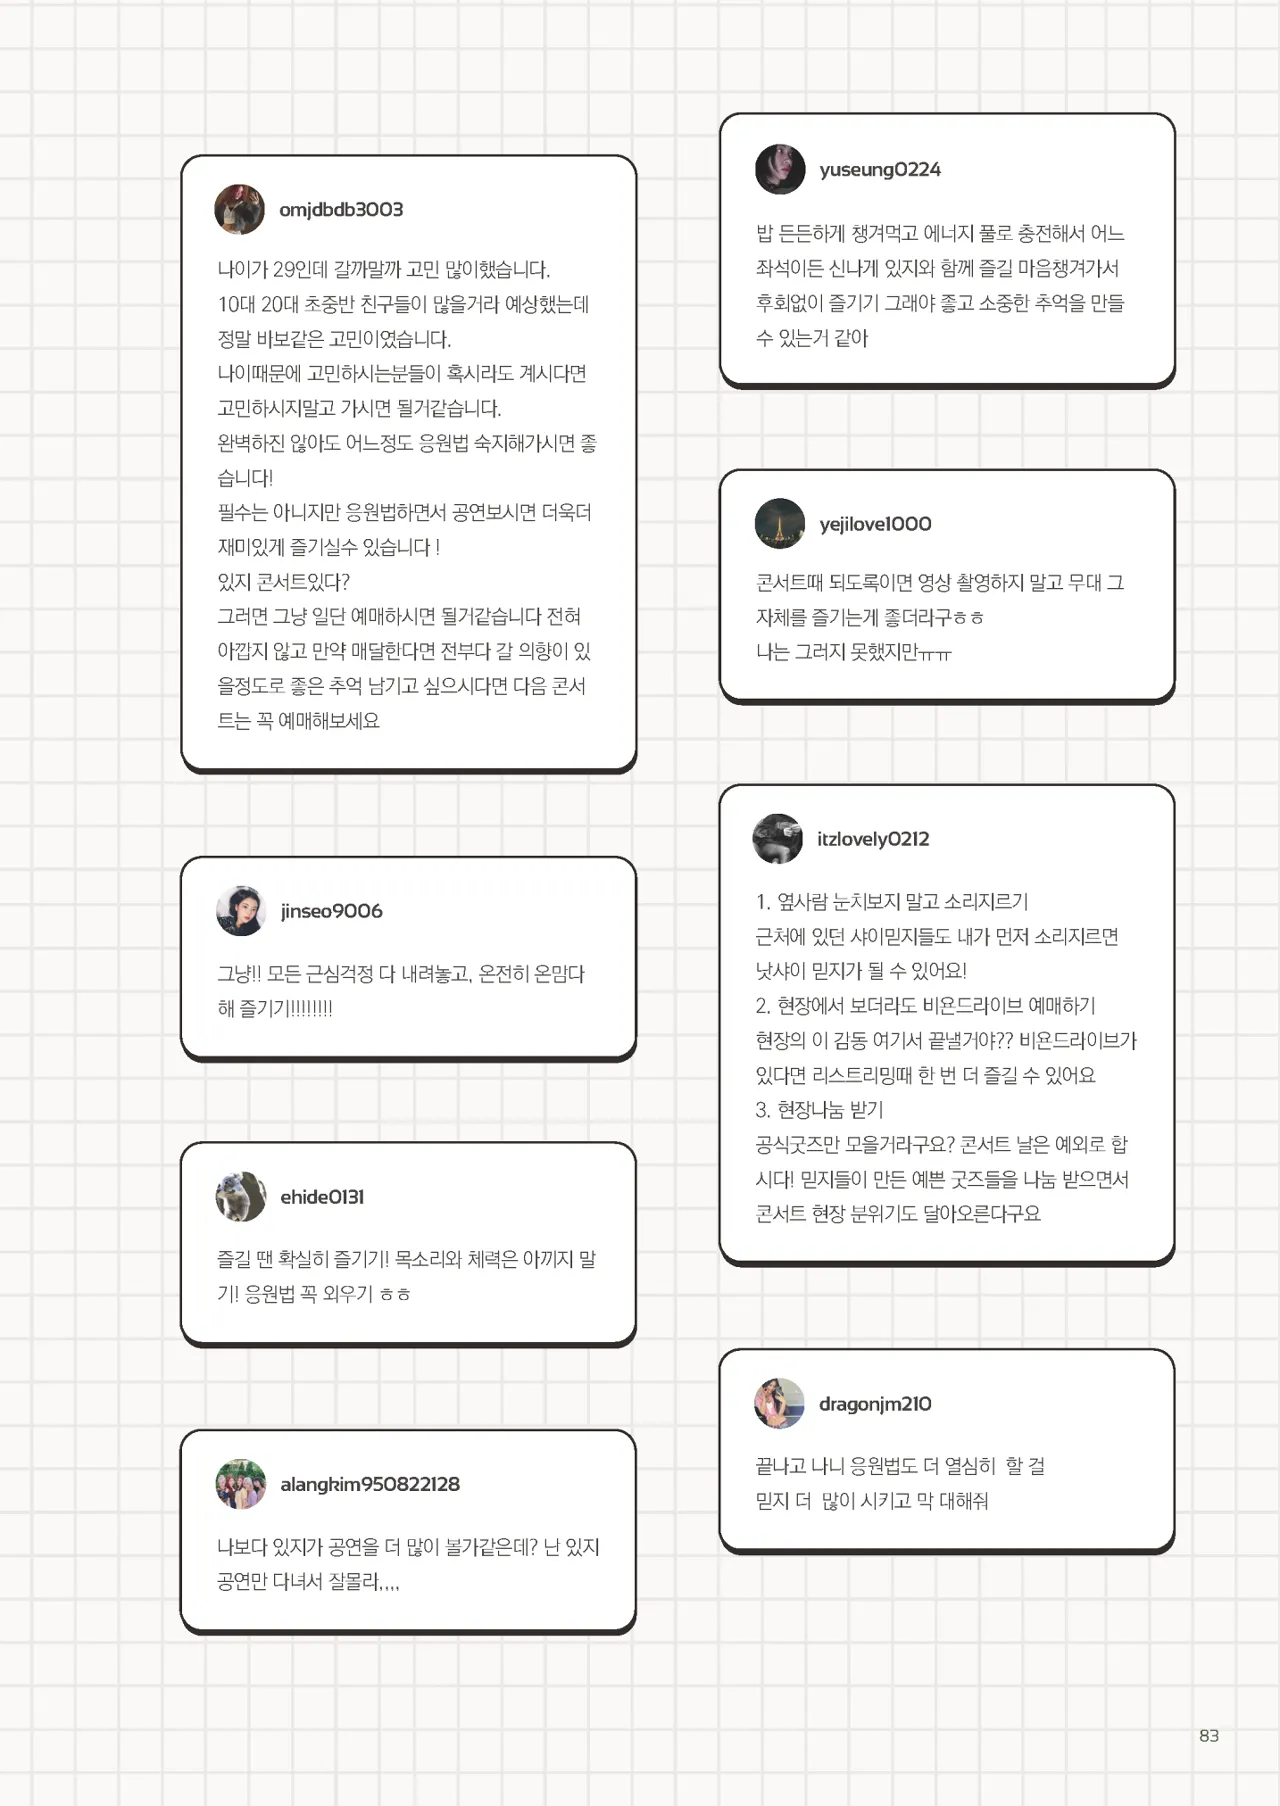 omjdbdb3003
나이가 29인데 갈까말까 고민 많이했습니다.
10대 20대 초중반 친구들이 많을거라 예상했는데
정말 바보같은 고민이였습니다.
나이때문에 고민하시는분들이 혹시라도 계시다면
고민하시지말고 가시면 될거같습니다.
완벽하진 않아도 어느정도 응원법 숙지해가시면 좋
습니다!
필수는 아니지만 응원법하면서 공연보시면 더욱더
재미있게 즐기실수 있습니다 !
있지 콘서트있다?
그러면 그냥 일단 예매하시면 될거같습니다 전혀
아깝지 않고 만약 매달한다면 전부다 갈 의향이 있
을정도로 좋은 추억 남기고 싶으시다면 다음 콘서
트는 꼭 예매해보세요
jinseo9006
그냥!! 모든 근심걱정 다 내려놓고, 온전히 온맘다
해 즐기기!!!!!!!!
ehide0131
즐길 땐 확실히 즐기기! 목소리와 체력은 아끼지 말
기! 응원법 꼭 외우기 ㅎㅎ
alangkim950822128
나보다 있지가 공연을 더 많이 볼가같은데? 난 있지
공연만 다녀서 잘몰라,,,,
yuseung0224
밥 든든하게 챙겨먹고 에너지 풀로 충전해서 어느
좌석이든 신나게 있지와 함께 즐길 마음챙겨가서
후회없이 즐기기 그래야 좋고 소중한 추억을 만들
수 있는거 같아
yejilove1000
콘서트때 되도록이면 영상 촬영하지 말고 무대 그
자체를 즐기는게 좋더라구ㅎㅎ
나는 그러지 못했지만ㅠㅠ
itzlovely0212
1. 옆사람 눈치보지 말고 소리지르기
근처에 있던 샤이믿지들도 내가 먼저 소리지르면
낫샤이 믿지가 될 수 있어요!
2. 현장에서 보더라도 비욘드라이브 예매하기
현장의 이 감동 여기서 끝낼거야?? 비욘드라이브가
있다면 리스트리밍때 한 번 더 즐길 수 있어요
3. 현장나눔 받기
공식굿즈만 모을거라구요? 콘서트 날은 예외로 합
시다! 믿지들이 만든 예쁜 굿즈들을 나눔 받으면서
콘서트 현장 분위기도 달아오른다구요
dragonjm210
끝나고 나니 응원법도 더 열심히  할 걸
믿지 더  많이 시키고 막 대해줘
83